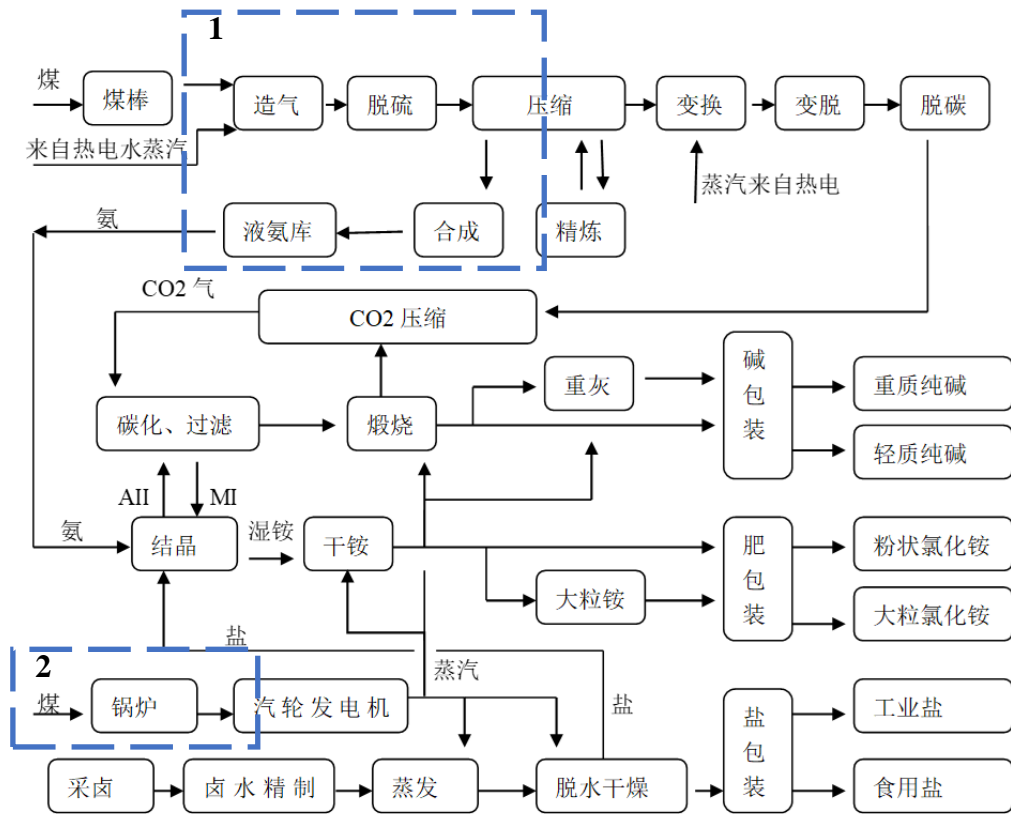 1
煤
煤棒
造气
脱硫
压缩
变换
变脱
脱碳
来自热电水蒸汽
蒸汽来自热电
氨
液氨库
合成
精炼
CO2 气
CO2 压缩
碱包装
重灰
重质纯碱
碳化、过滤
煅烧
轻质纯碱
AII
MI
氨
结晶
湿铵
干铵
肥包装
粉状氯化铵
大粒铵
大粒氯化铵
盐
2
煤
锅炉
汽轮发电机
蒸汽
盐
盐包装
工业盐
采卤
卤水精制
蒸发
脱水干燥
食用盐